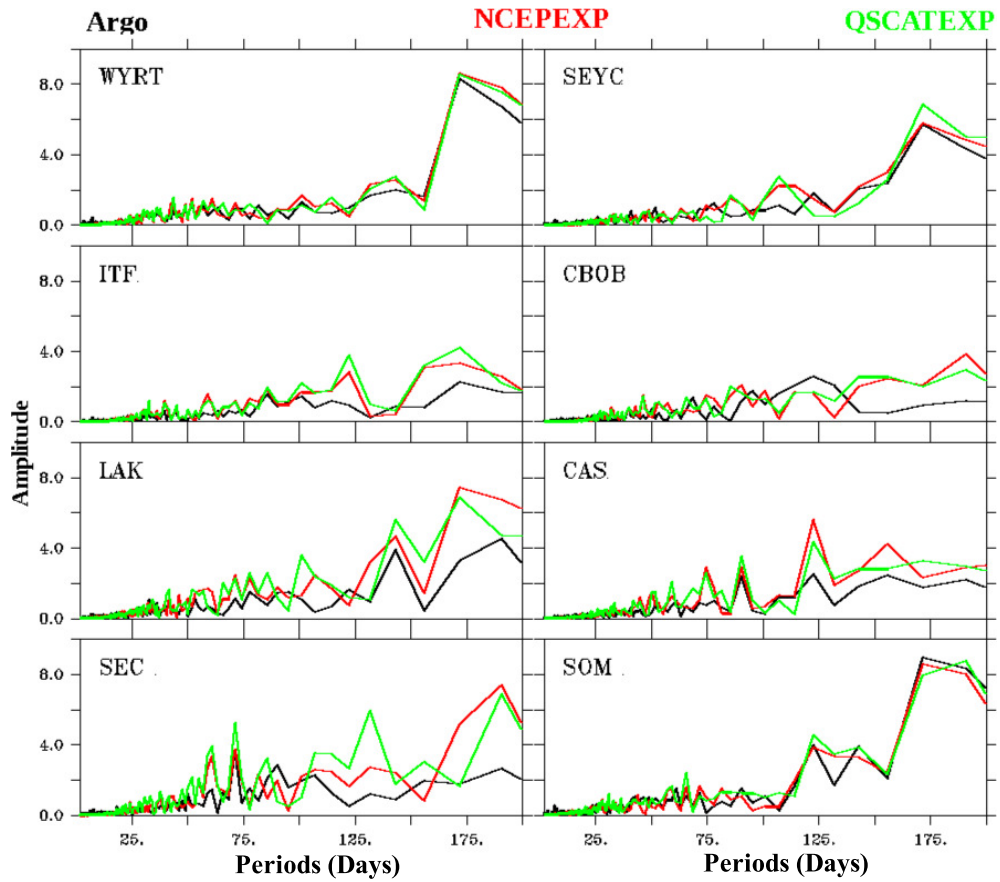 Argo NCEPEXP QSCATEXP
WYRT SEYC
8.0
4.0
0.0
ITF CBOB
8.0
4.0
0.0
LAK CAS
8.0
4.0
0.0
SEC SOM
8.0
4.0
0.0
Amplitude
25. 75. 125. 175. 25. 75. 125. 175.
Periods (Days) Periods (Days)